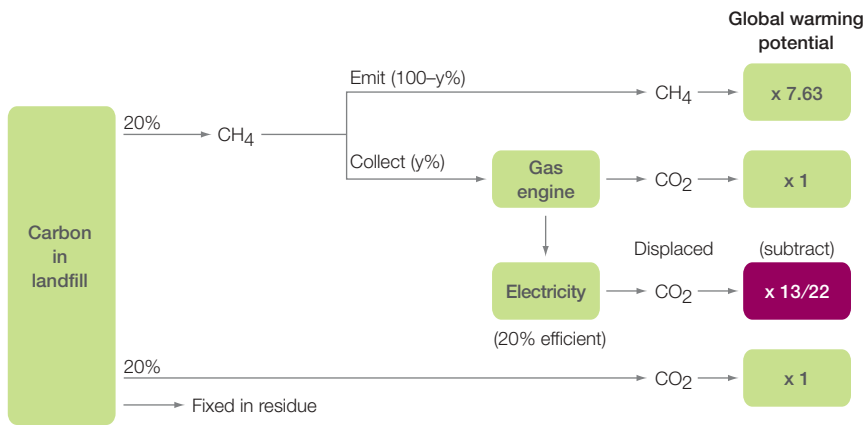 Global warming
potential
Emit (100–y%)
CH4
x 7.63
20%
CH4
Collect (y%)
Gas
engine
CO2
x 1
Carbon
in
landfill
Displaced
(subtract)
Electricity
CO2
x 13/22
(20% efficient)
20%
CO2
x 1
Fixed in residue